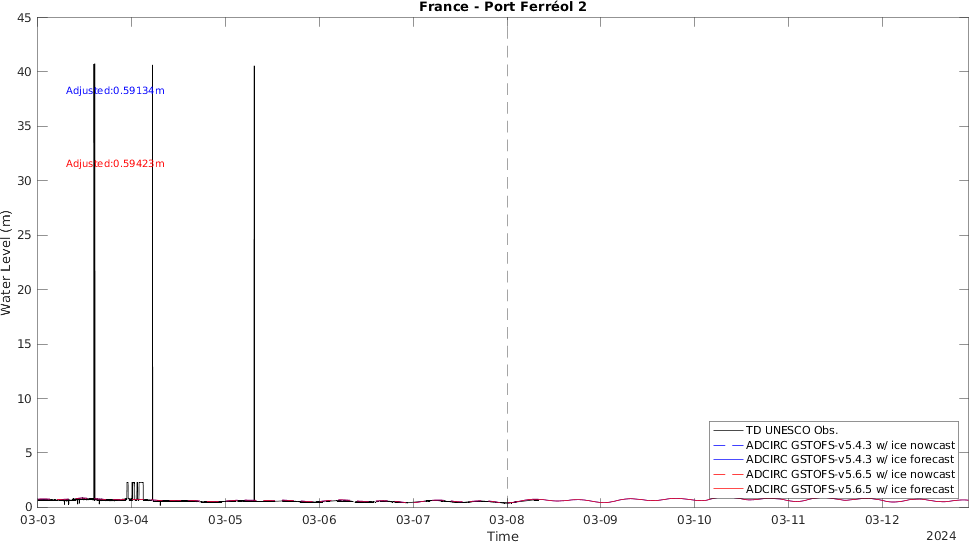 France - Port Ferréol 2
45
40
35
30
25
20
15
10
5
0
Water Level (m)
Adjusted:0.59134m
Adjusted:0.59423m
TD UNESCO Obs.
ADCIRC GSTOFS-v5.4.3 w/ ice nowcast
ADCIRC GSTOFS-v5.4.3 w/ ice forecast
ADCIRC GSTOFS-v5.6.5 w/ ice nowcast
ADCIRC GSTOFS-v5.6.5 w/ ice forecast
03-03 03-04 03-05 03-06 03-07 03-08 03-09 03-10 03-11 03-12
Time
2024